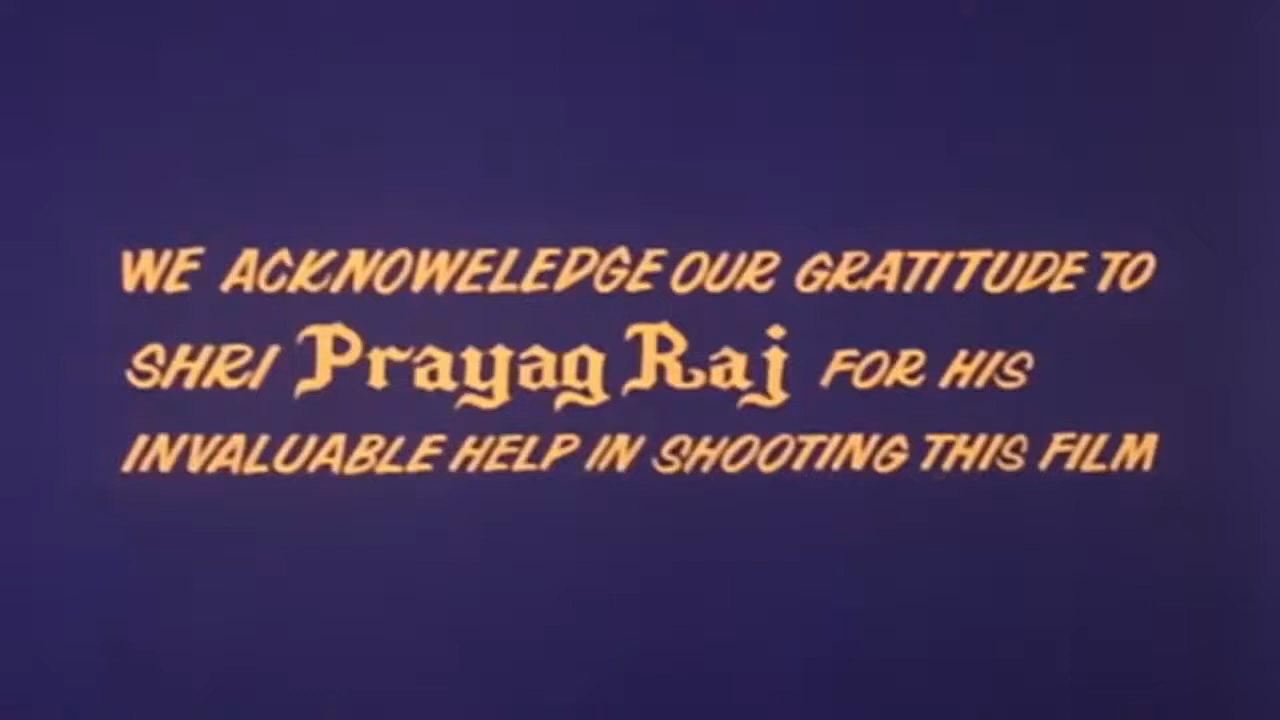 WE ACKNOWELEDGE OUR GRATITUDE TO
SHRI Prayag Raj FOR HIS
INVALUABLE HELP IN SHOOTING THIS FILM